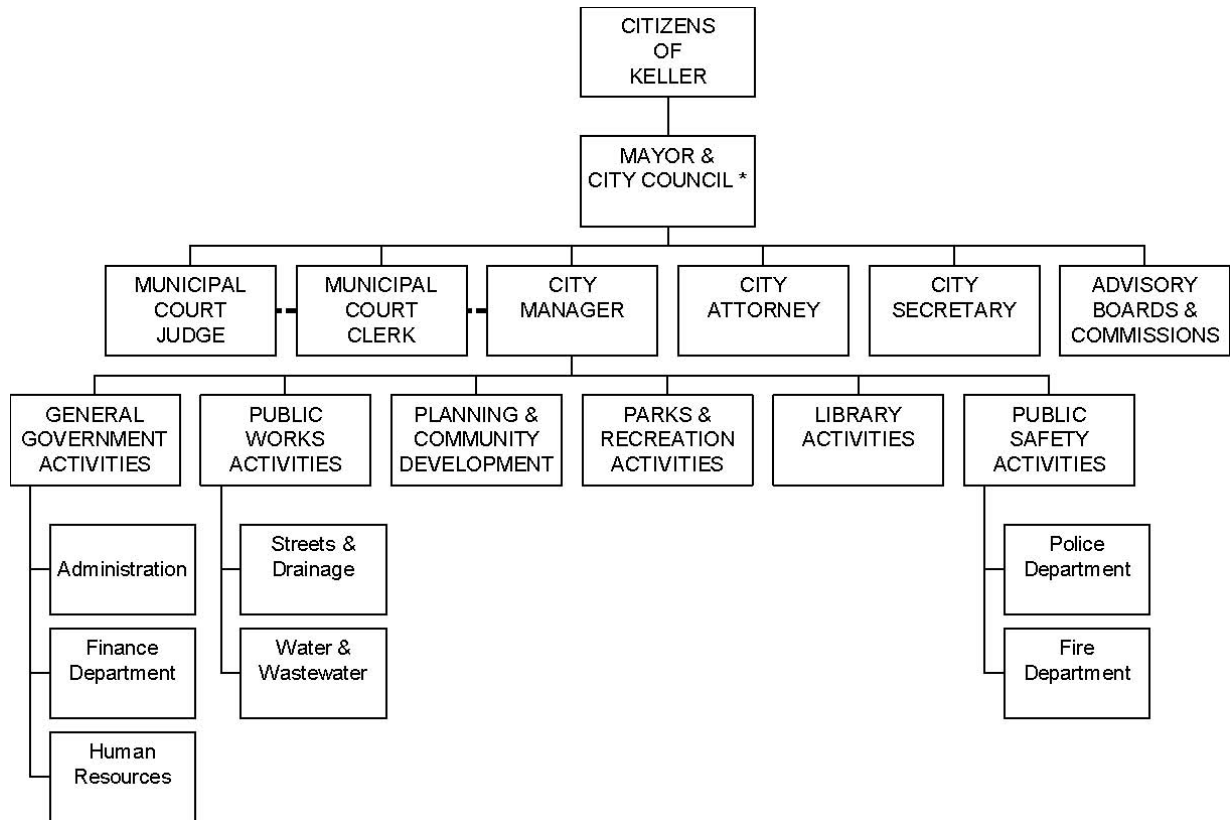 CITIZENS
OF
KELLER
MAYOR &
CITY COUNCIL *
MUNICIPAL
COURT
JUDGE
MUNICIPAL
COURT
CLERK
CITY
MANAGER
CITY
ATTORNEY
CITY
SECRETARY
ADVISORY
BOARDS &
COMMISSIONS
GENERAL
GOVERNMENT
ACTIVITIES
PUBLIC
WORKS
ACTIVITIES
PLANNING &
COMMUNITY
DEVELOPMENT
PARKS &
RECREATION
ACTIVITIES
LIBRARY
ACTIVITIES
PUBLIC
SAFETY
ACTIVITIES
Administration
Finance
Department
Human
Resources
Streets &
Drainage
Water &
Wastewater
Police
Department
Fire
Department